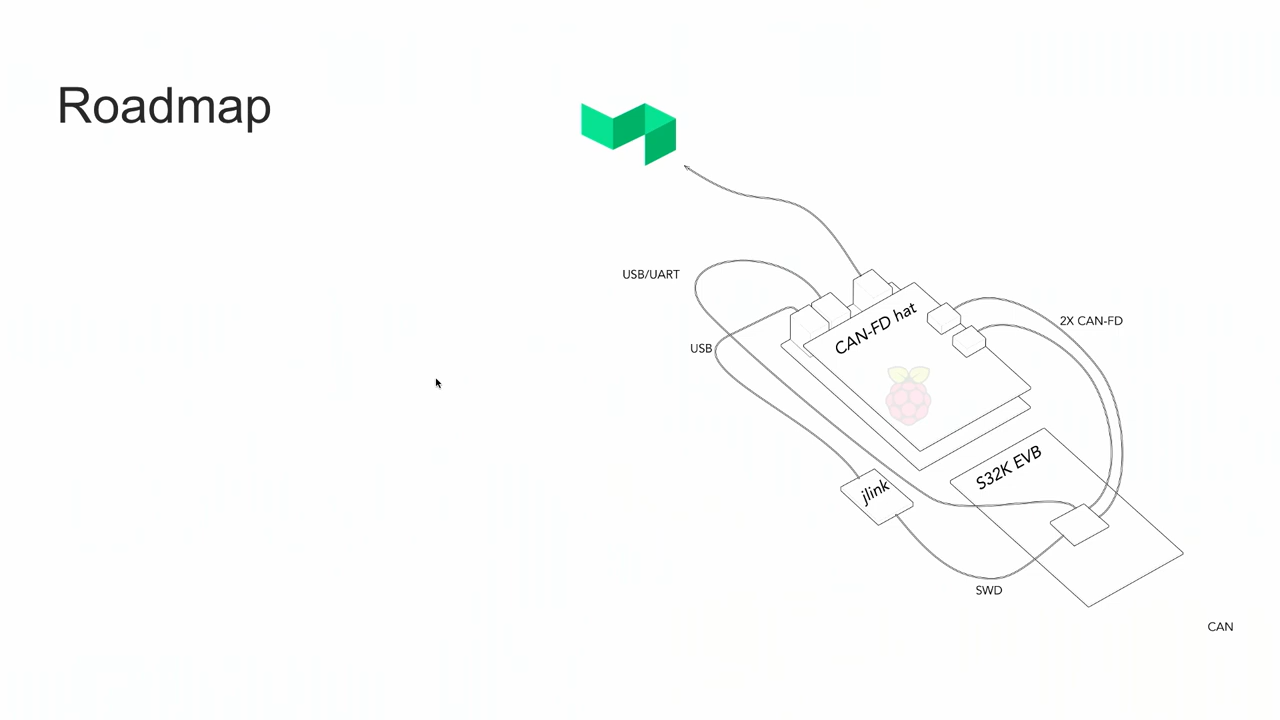 Roadmap
USB/UART
CAN-FD hat
2X CAN-FD
USB
S32K EVB
jlink
SWD
CAN